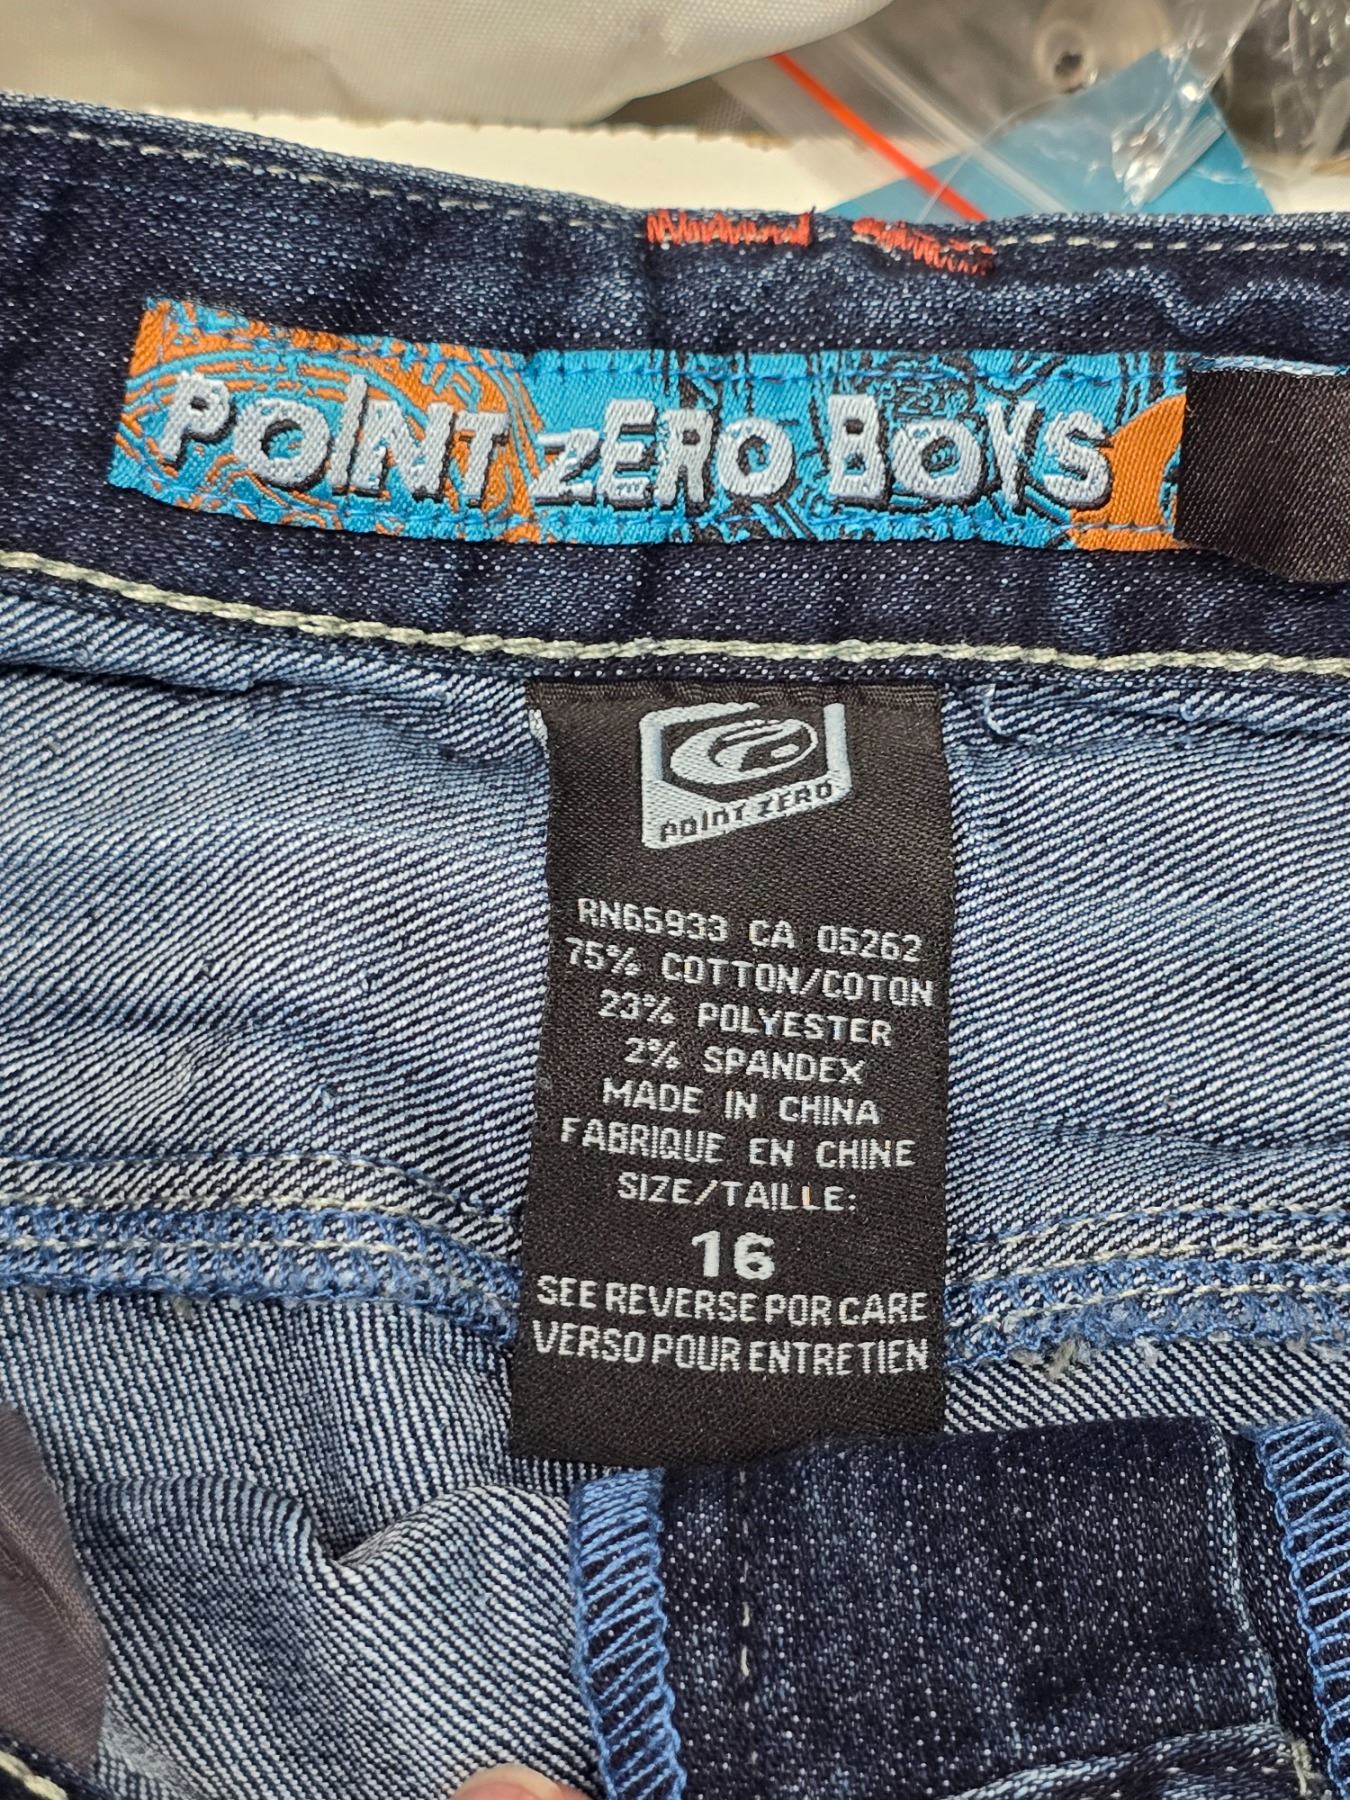 POINT ZERO BOYS
POINT ZERO
RN65933 CA 05262
75% COTTON/COTON
23% POLYESTER
2% SPANDEX
MADE IN CHINA
FABRIQUE EN CHINE
SIZE/TAILLE:
16
SEE REVERSE POR CARE
VERSO POUR ENTRETIEN